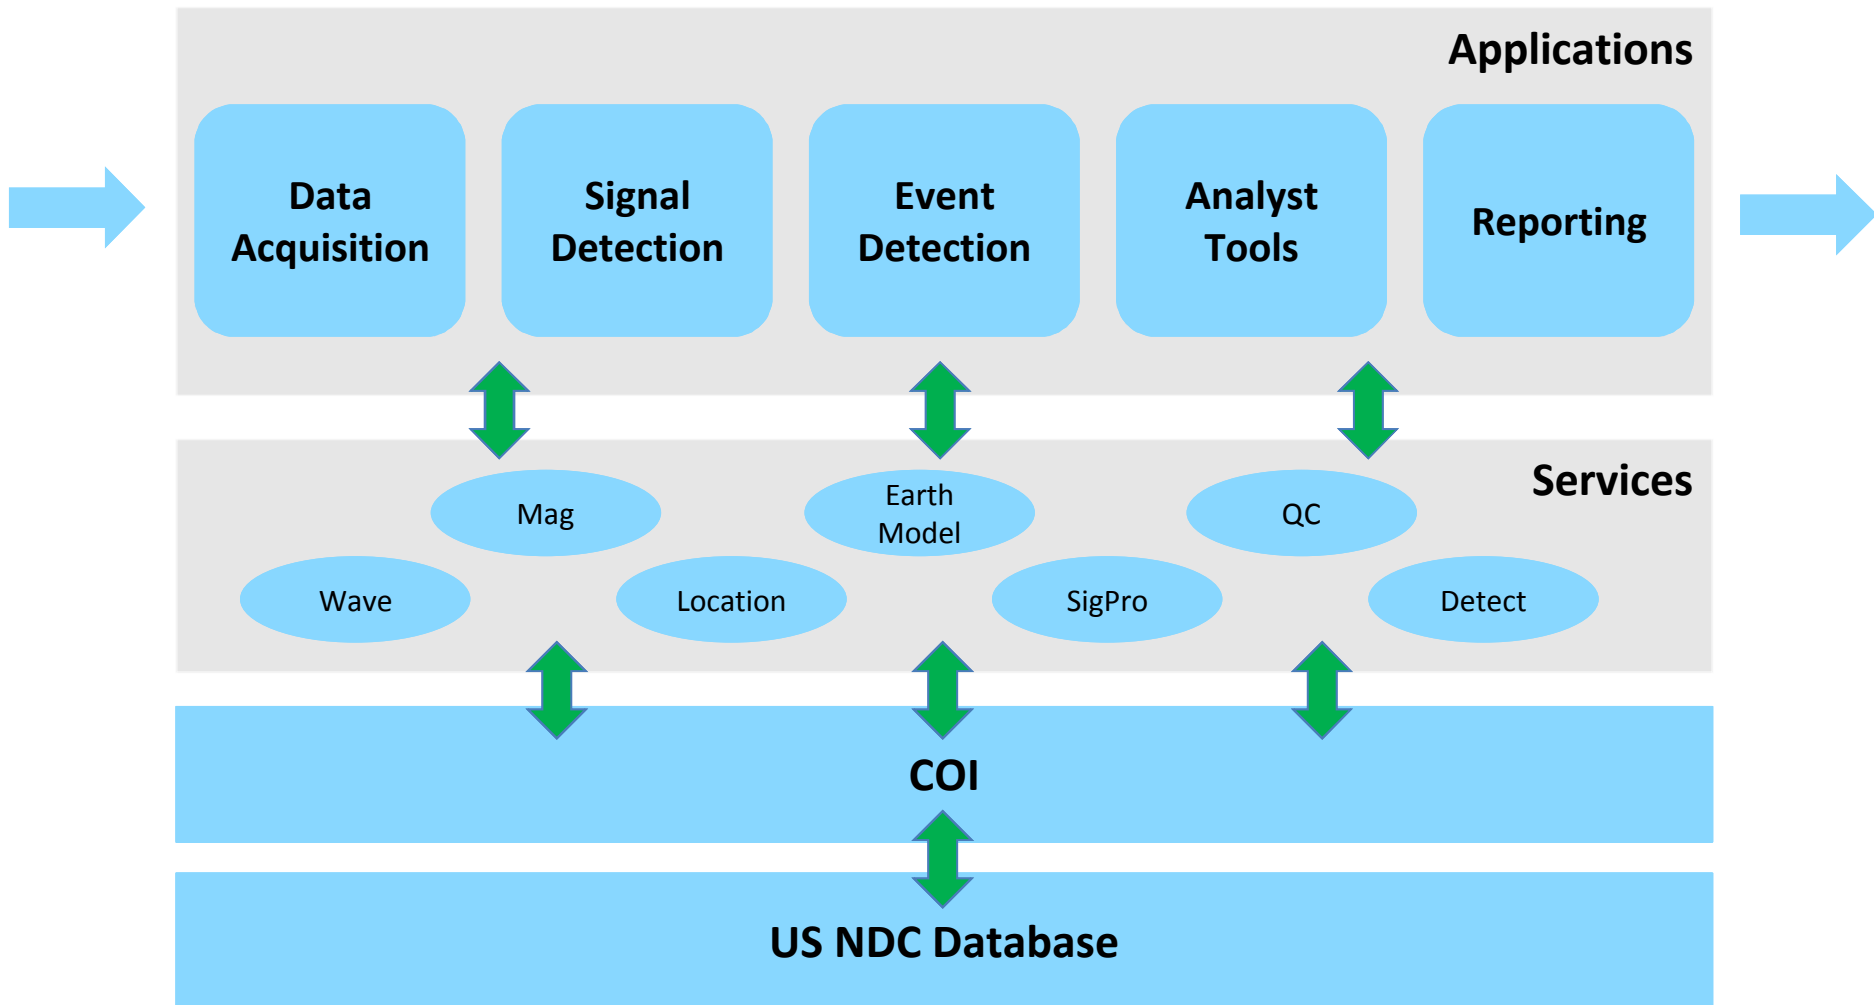 Applications
Data
Acquisition
Signal
Detection
Event
Detection
Analyst
Tools
Reporting
Services
Mag
Earth
Model
QC
Wave
Location
SigPro
Detect
COI
US NDC Database